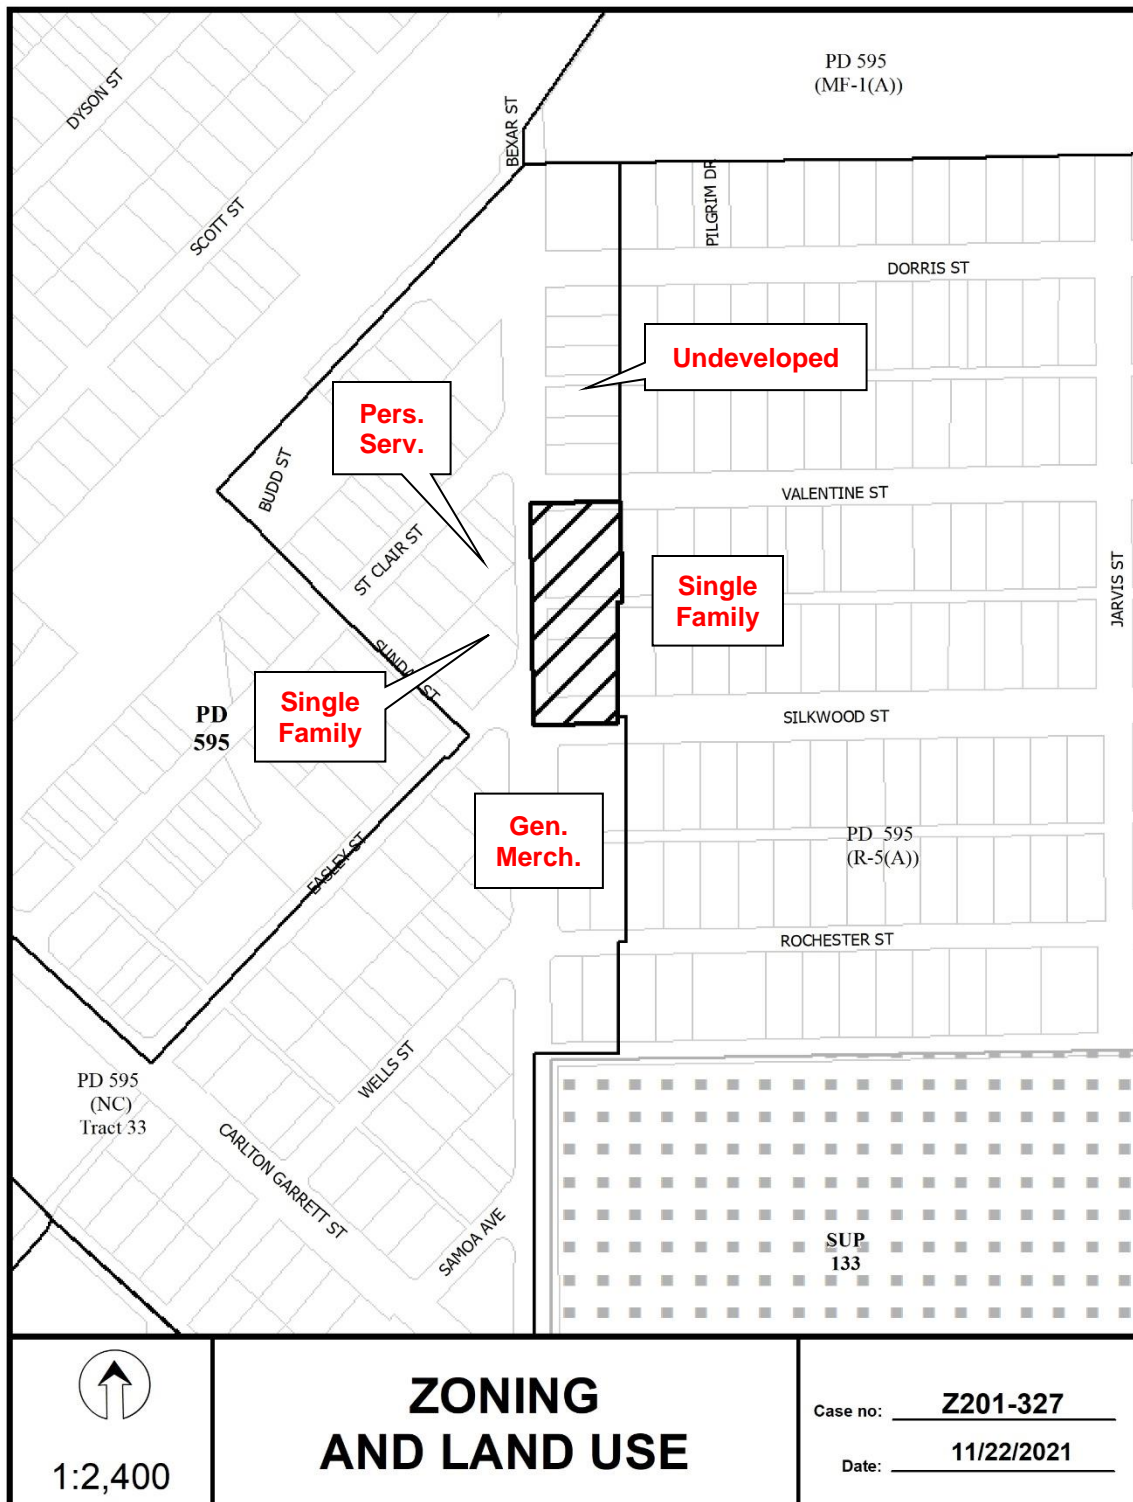 PD 595
(MF-1(A))
DYSON ST
BEXAR ST
SCOTT ST
PILGRIM DR
DORRIS ST
Undeveloped
Pers.
Serv.
BUDD ST
VALENTINE ST
ST CLAIR ST
JARVIS ST
Single
Family
SUNDAY ST
Single
Family
PD
595
SILKWOOD ST
Gen.
Merch.
PD 595
(R-5(A))
EASLEY ST
ROCHESTER ST
WELLS ST
PD 595
(NC)
Tract 33
CARLTON GARRETT ST
SAMOA AVE
SUP
133
1:2,400
ZONING
AND LAND USE
Case no: Z201-327
Date: 11/22/2021